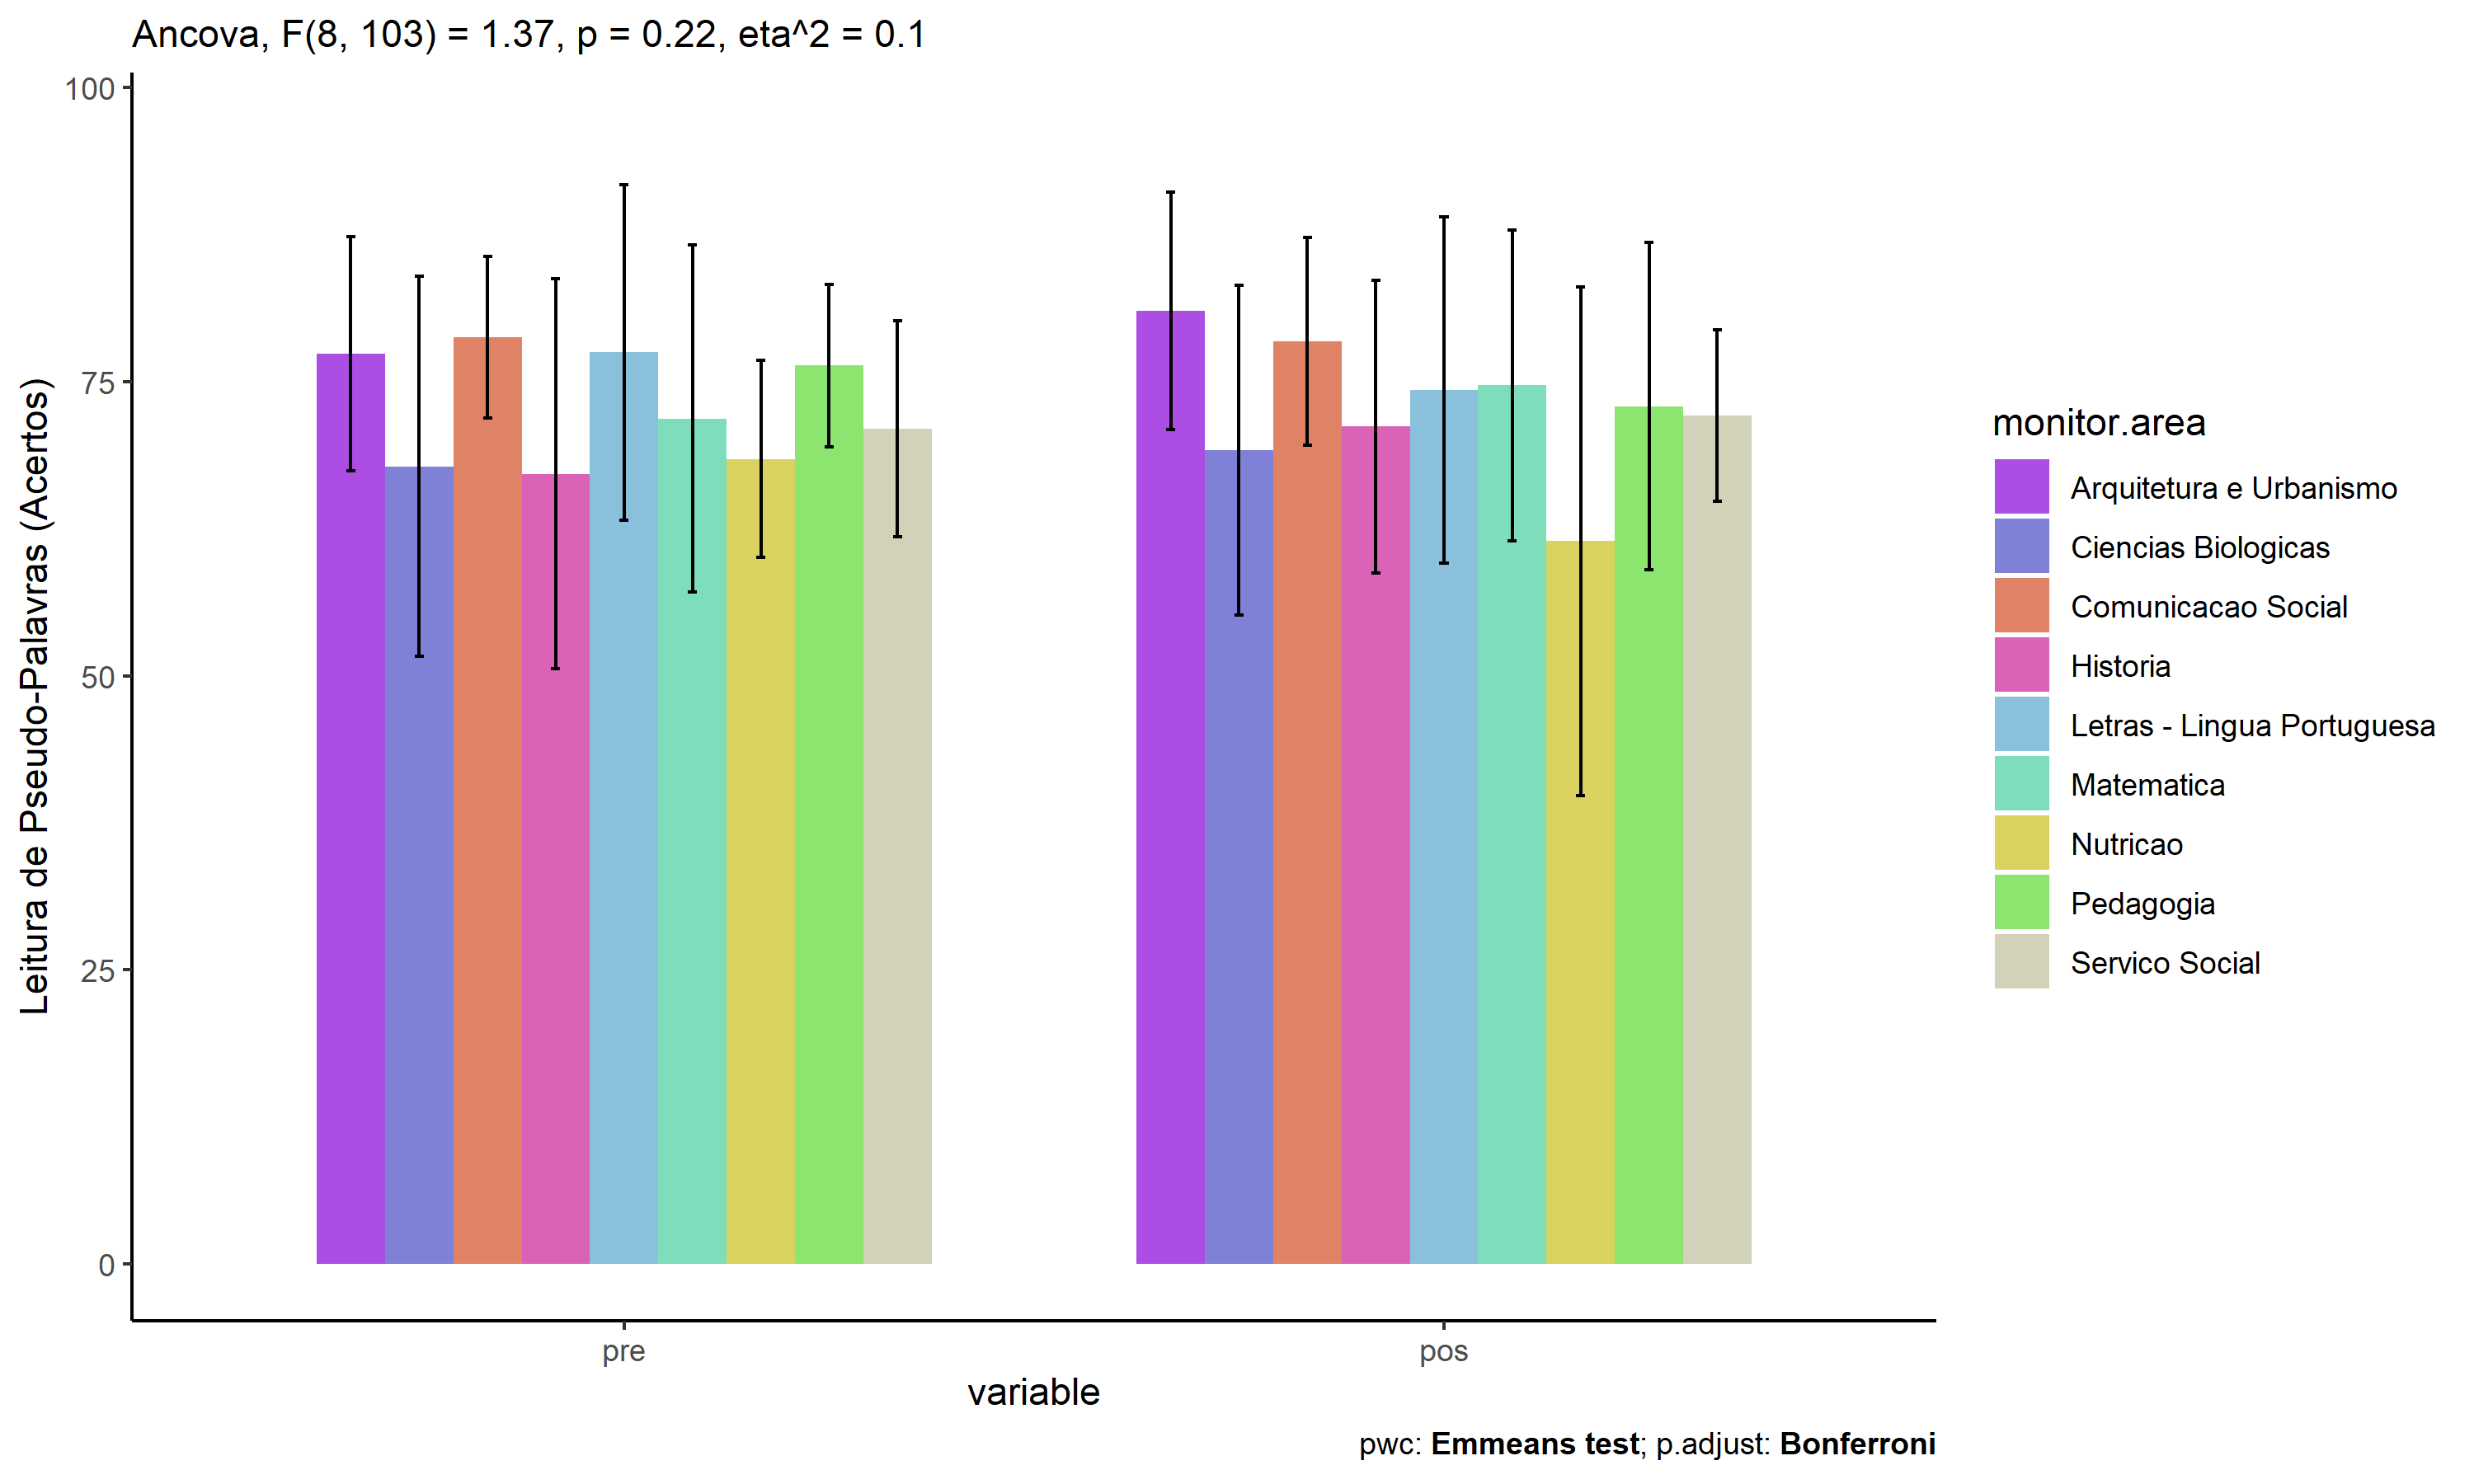 Ancova, F(8, 103) = 1.37, p = 0.22, eta^2 = 0.1
Leitura de Pseudo-Palavras (Acertos)
100
75
50
25
0
pre
pos
variable
monitor.area
Arquitetura e Urbanismo
Ciencias Biologicas
Comunicacao Social
Historia
Letras - Lingua Portuguesa
Matematica
Nutricao
Pedagogia
Servico Social
pwc: Emmeans test; p.adjust: Bonferroni